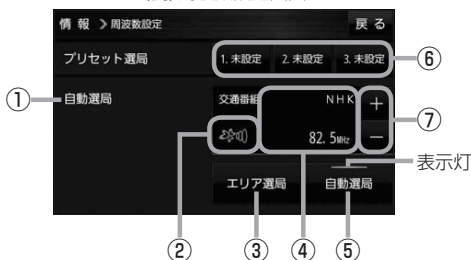 情 報 ＞周波数設定 戻 る
プリセット選局 1. 未設定 2. 未設定 3. 未設定 ⑥
① 自動選局 交通番組 NHK ＋ ⑦
82. 5MHz －
表示灯
エリア選局 自動選局
② ③ ④ ⑤